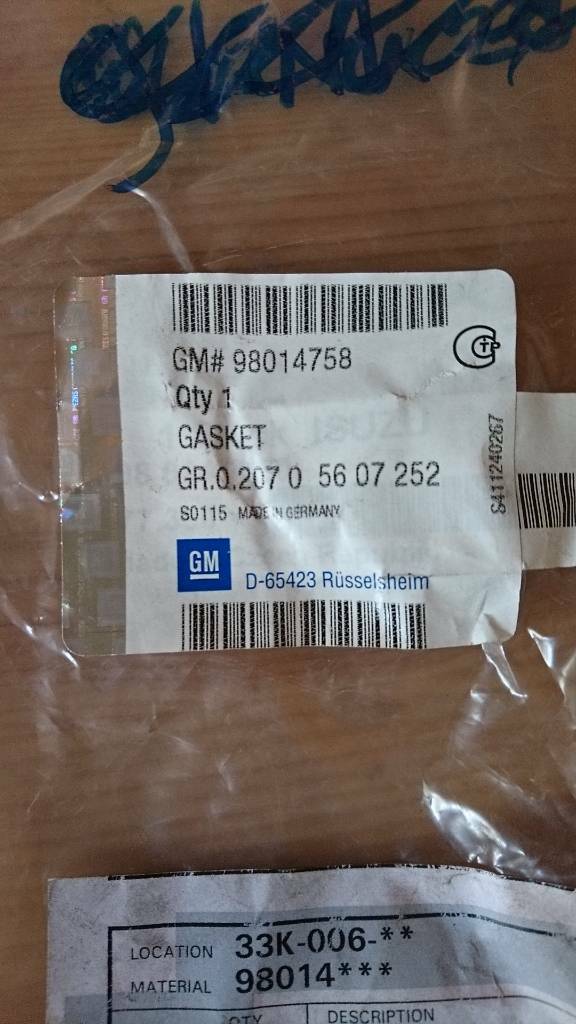 GM# 98014758
Qty 1
GASKET
GR.0.207 0 56 07 252
S0115 MADE IN GERMANY
GM
D-65423 Rüsselsheim
S411240267
LOCATION 33K-006-**
MATERIAL 98014***
QTY DESCRIPTION